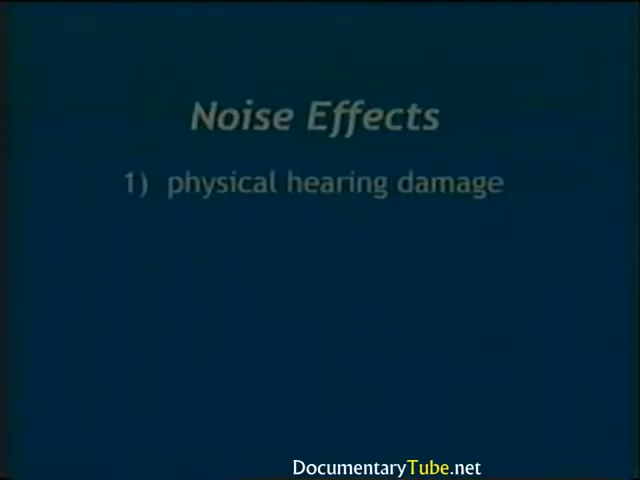 Noise Effects
1) physical hearing damage
DocumentaryTube.net